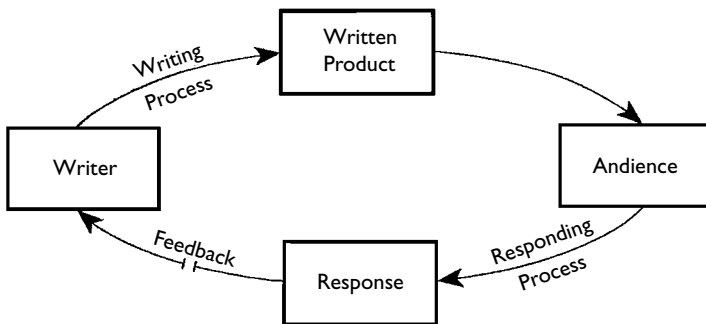 Written
Product
Writing
Process
Writer
Andience
Feedback
Responding
Process
Response